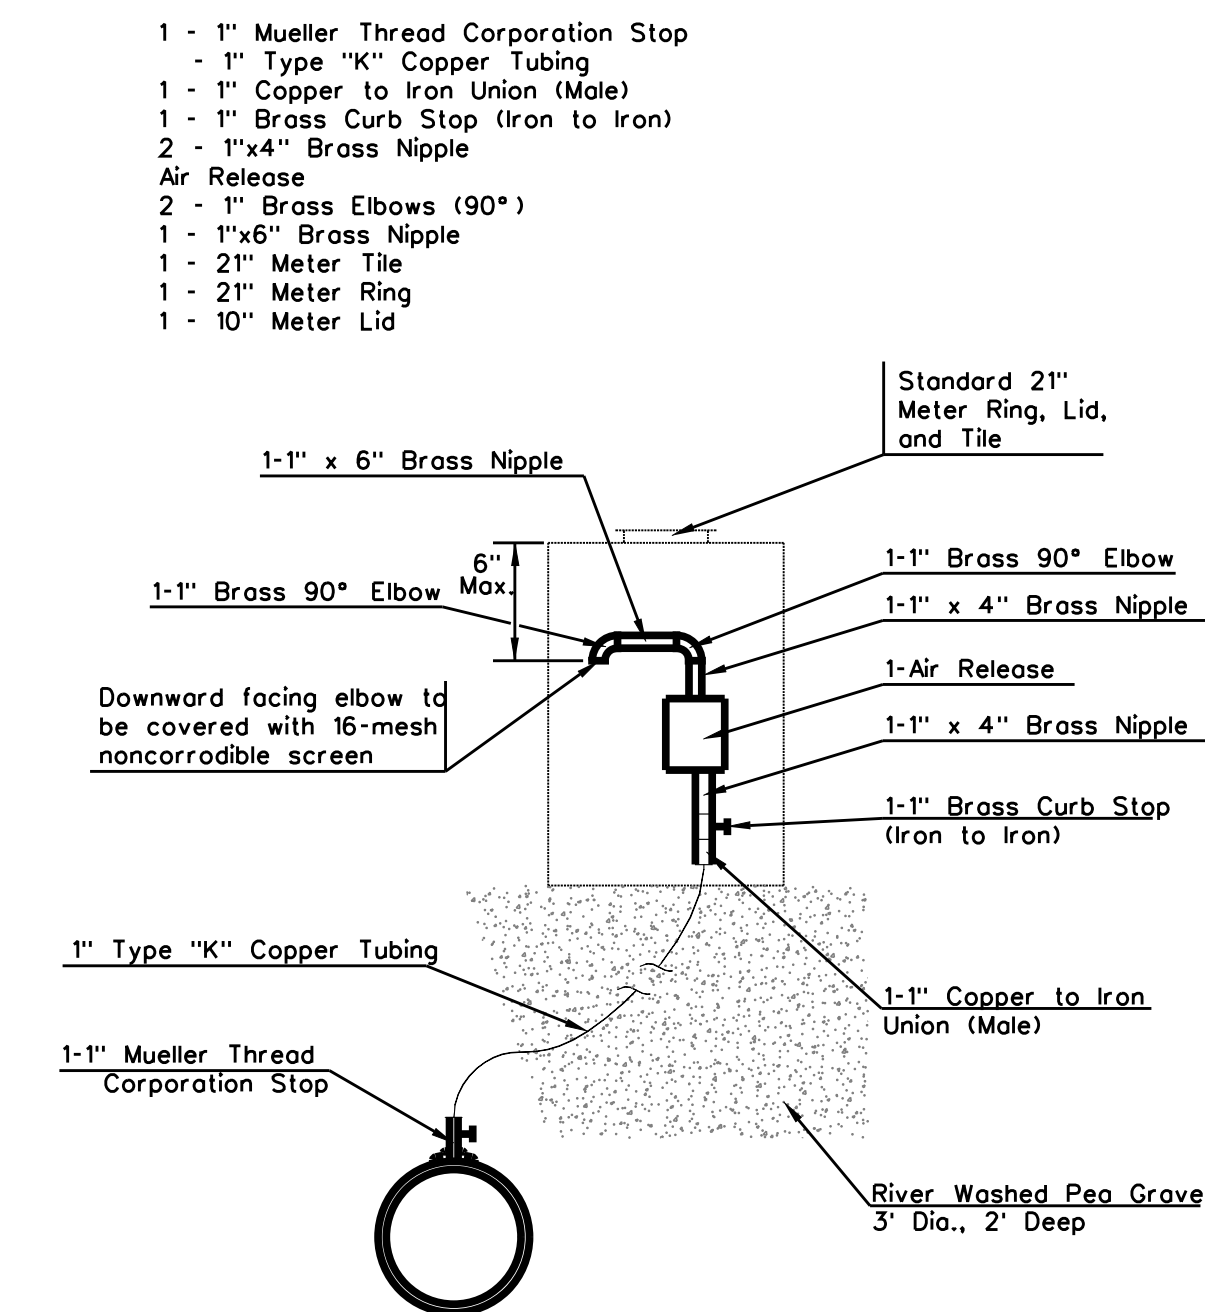 1 - 1" Mueller Thread Corporation Stop
- 1" Type "K" Copper Tubing
1 - 1" Copper to Iron Union (Male)
1 - 1" Brass Curb Stop (Iron to Iron)
2 - 1"x4" Brass Nipple
Air Release
2 - 1" Brass Elbows (90°)
1 - 1"x6" Brass Nipple
1 - 21" Meter Tile
1 - 21" Meter Ring
1 - 10" Meter Lid
Standard 21"
Meter Ring, Lid,
and Tile
1-1" x 6" Brass Nipple
6"
Max.
1-1" Brass 90° Elbow
1-1" Brass 90° Elbow
1-1" x 4" Brass Nipple
1-Air Release
1-1" x 4" Brass Nipple
Downward facing elbow to
be covered with 16-mesh
noncorrodible screen
1-1" Brass Curb Stop
(Iron to Iron)
1" Type "K" Copper Tubing
1-1" Copper to Iron
Union (Male)
1-1" Mueller Thread
Corporation Stop
River Washed Pea Grave
3' Dia., 2' Deep